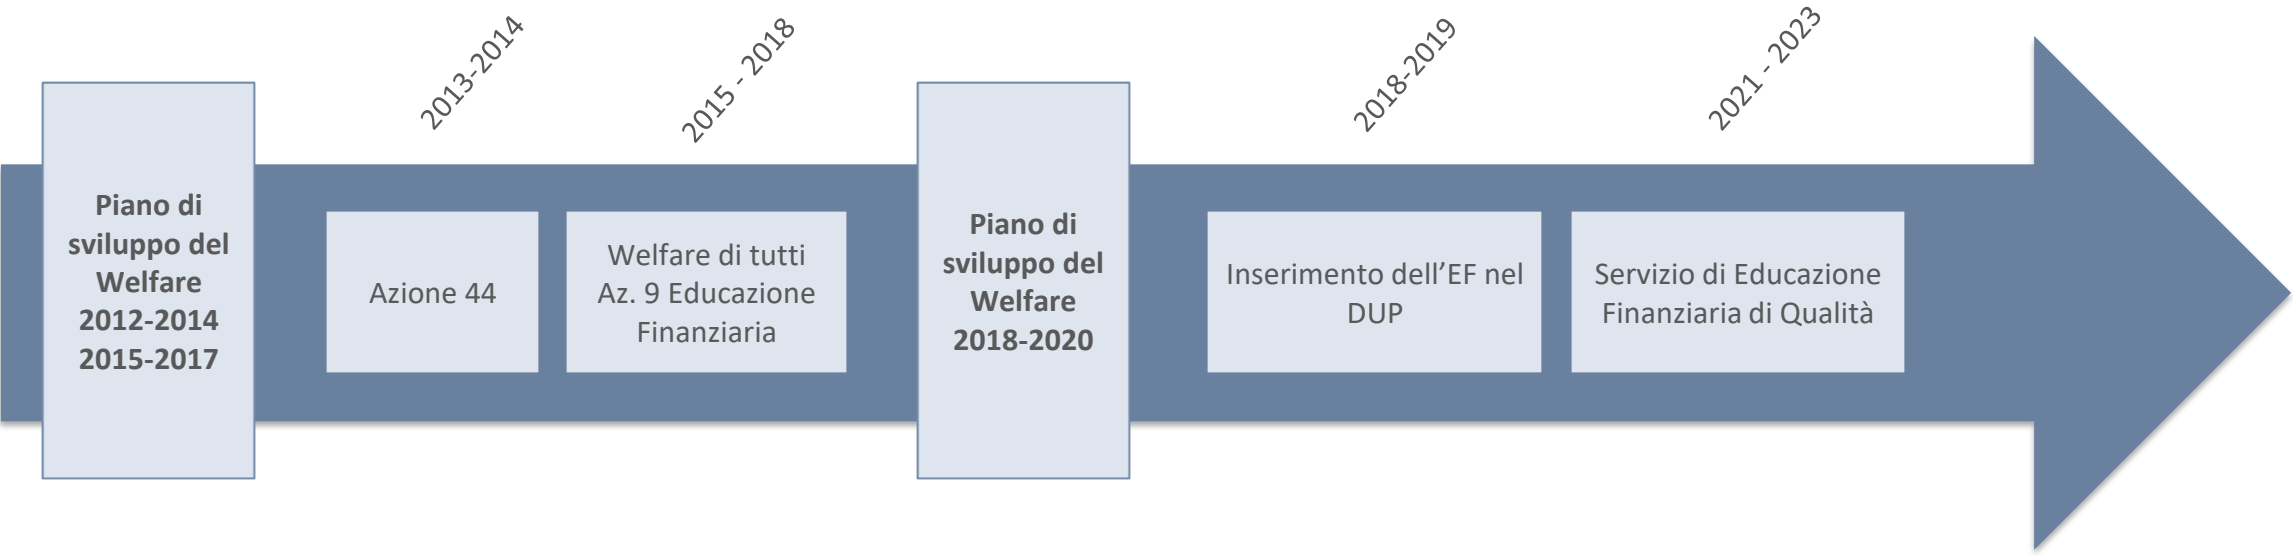 2013-2014
2015 - 2018
2018-2019
2021 - 2023
Piano di
sviluppo del
Welfare
2012-2014
2015-2017
Azione 44
Welfare di tutti
Az. 9 Educazione
Finanziaria
Piano di
sviluppo del
Welfare
2018-2020
Inserimento dell’EF nel
DUP
Servizio di Educazione
Finanziaria di Qualità